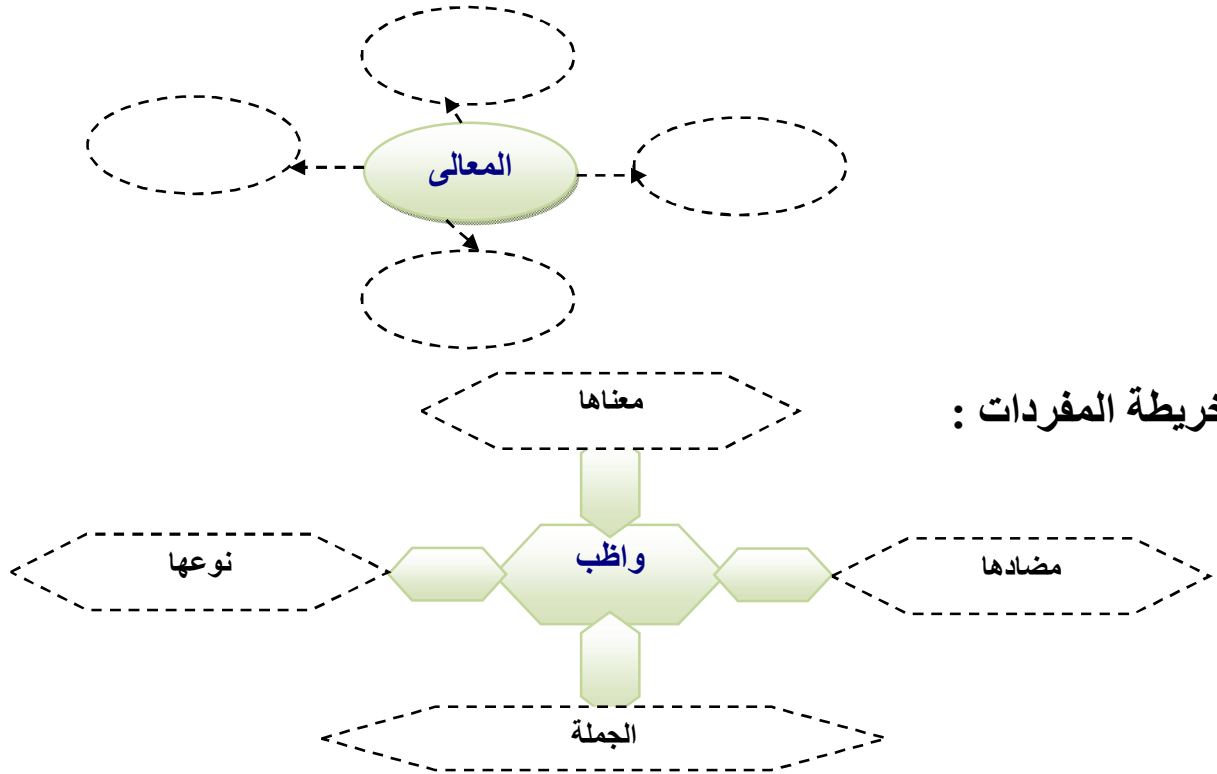 المعالى
معناها
خريطة المفردات :
مضادها
واظب
نوعها
الجملة